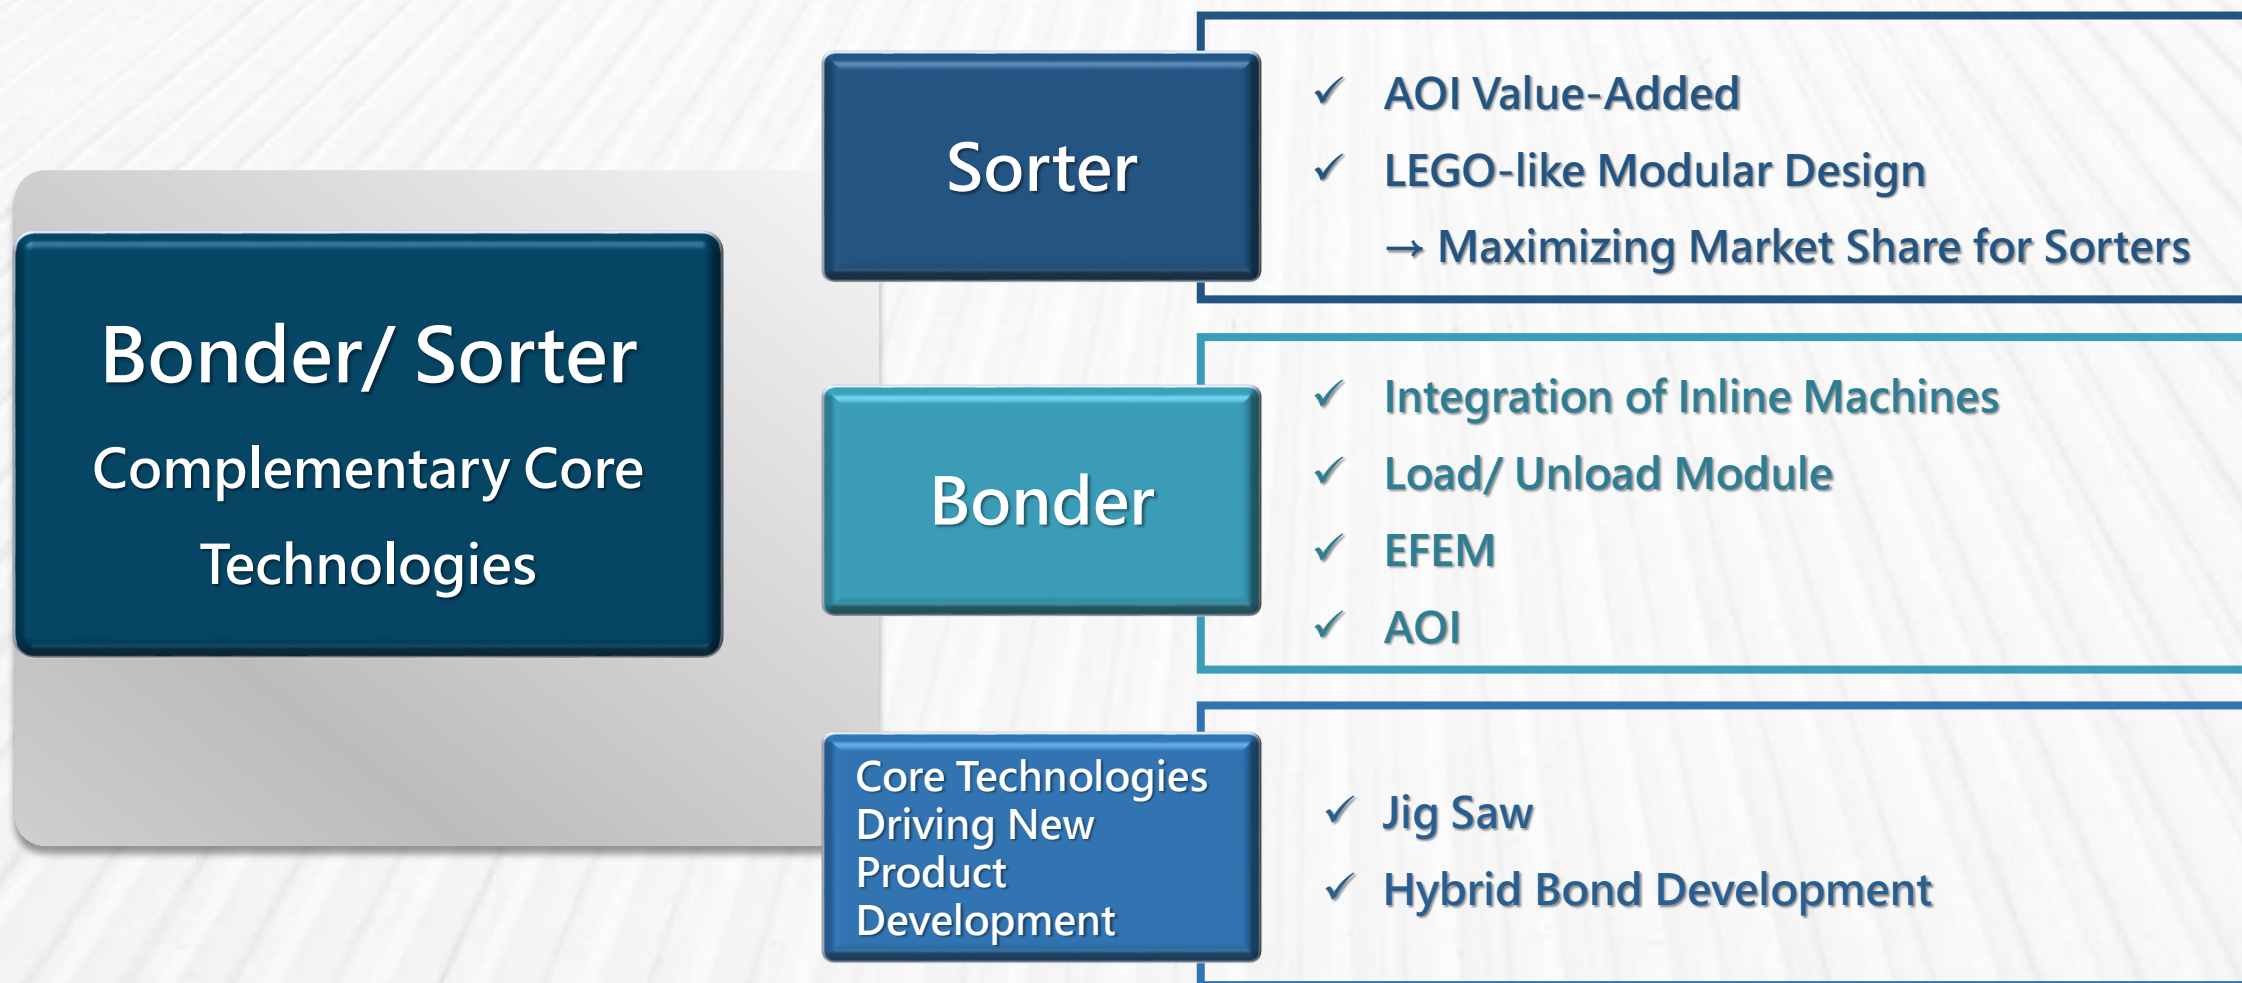 Bonder/ Sorter
Complementary Core
Technologies
Sorter
✓ AOI Value-Added
✓ LEGO-like Modular Design
→ Maximizing Market Share for Sorters
Bonder
✓ Integration of Inline Machines
✓ Load/ Unload Module
✓ EFEM
✓ AOI
Core Technologies
Driving New
Product
Development
✓ Jig Saw
✓ Hybrid Bond Development